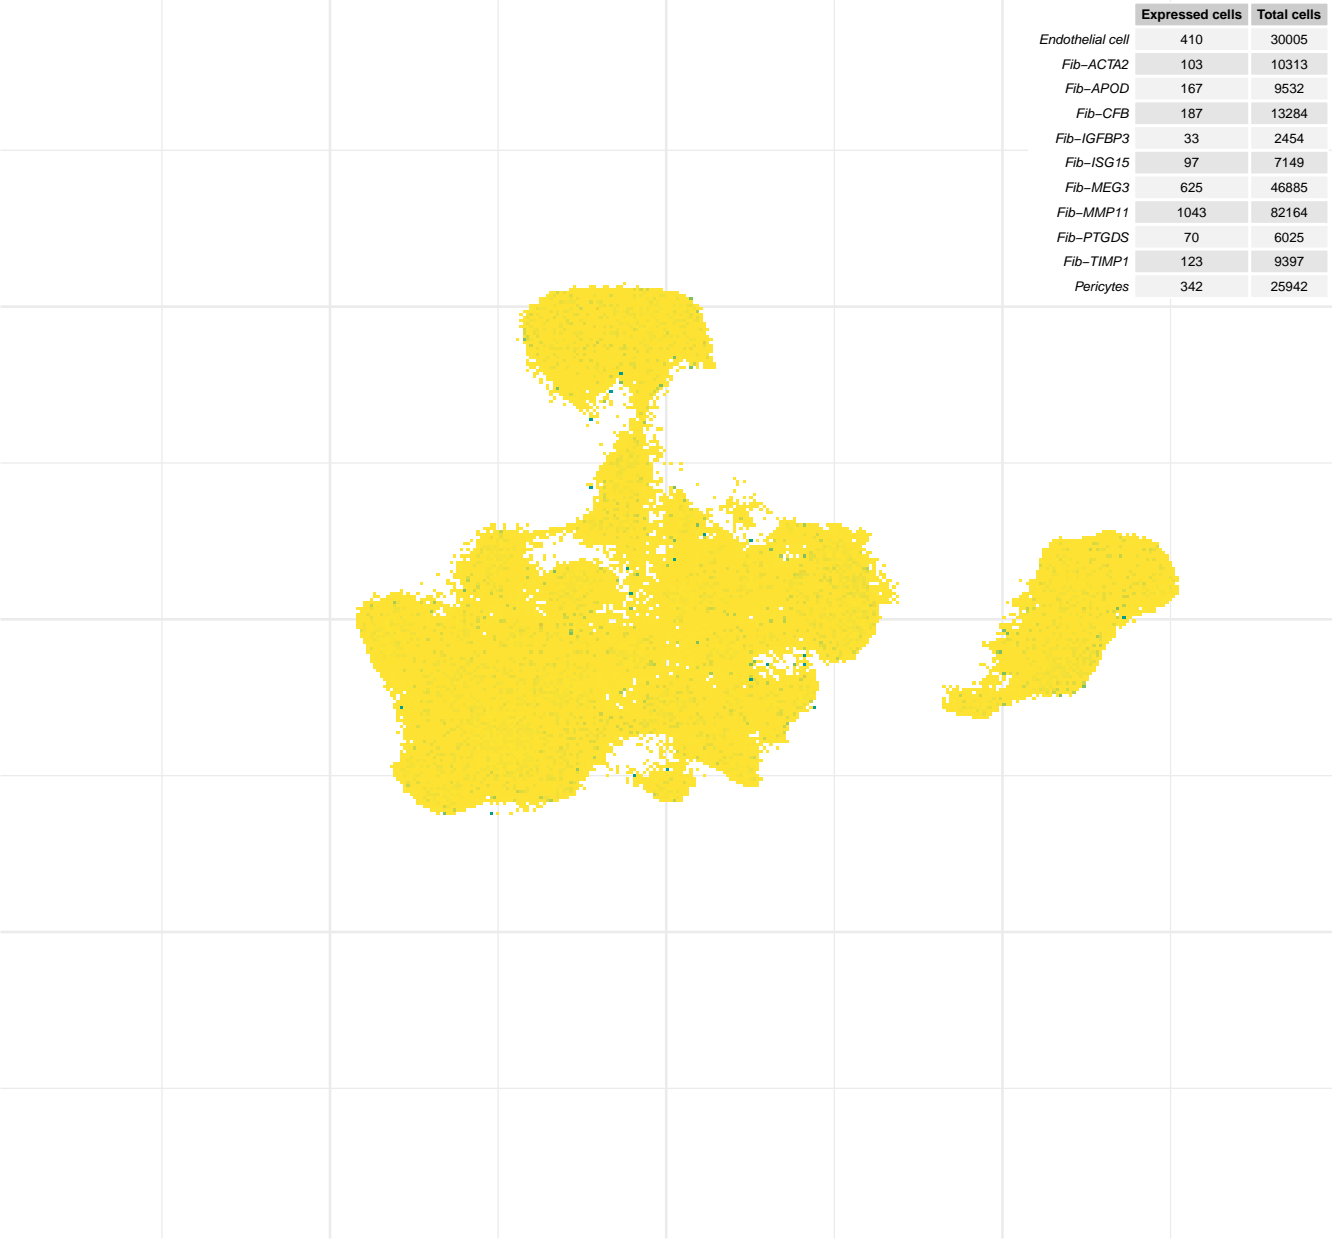 Expressed cells Total cells
Endothelial cell 410 30005
Fib−ACTA2 103 10313
Fib−APOD 167 9532
Fib−CFB 187 13284
Fib−IGFBP3 33 2454
Fib−ISG15 97 7149
Fib−MEG3 625 46885
Fib−MMP11 1043 82164
Fib−PTGDS 70 6025
Fib−TIMP1 123 9397
Pericytes 342 25942